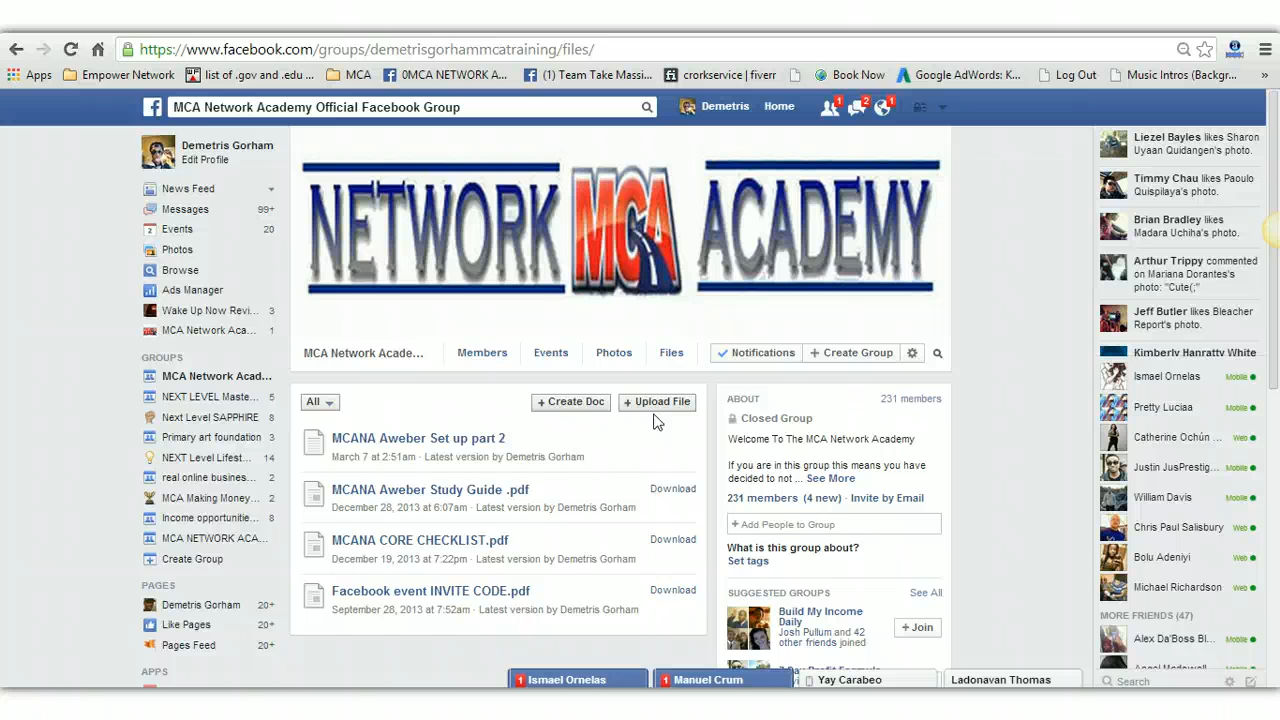 https://www.facebook.com/groups/demetrisgorhammcatraining/files/
Apps Empower Network list of .gov and .edu ... MCA 0MCA NETWORK A... (1) Team Take Massi... crorkservice | fiverr Book Now Google AdWords: K... Log Out Music Intros (Backgr... »
MCA Network Academy Official Facebook Group Demetris Home 1 2 1
Demetris Gorham
Edit Profile
News Feed
Messages 99+
Events 20
Photos
Browse
Ads Manager
Wake Up Now Revi... 3
MCA Network Aca... 1
GROUPS
MCA Network Acad...
NEXT LEVEL Maste... 5
Next Level SAPPHIRE 4
Primary art foundation 3
NEXT Level Lifest... 14
real online busines... 2
MCA Making Money... 2
Income opportunitie... 8
MCA NETWORK ACA...
Create Group
PAGES
Demetris Gorham 20+
Like Pages 20+
Pages Feed 20+
APPS
NETWORK MCA ACADEMY
MCA Network Acade... Members Events Photos Files Notifications + Create Group
All + Create Doc + Upload File
MCANA Aweber Set up part 2
March 7 at 2:51am · Latest version by Demetris Gorham
MCANA Aweber Study Guide .pdf Download
December 28, 2013 at 6:07am · Latest version by Demetris Gorham
MCANA CORE CHECKLIST.pdf Download
December 19, 2013 at 7:22pm · Latest version by Demetris Gorham
Facebook event INVITE CODE.pdf Download
September 28, 2013 at 7:52am · Latest version by Demetris Gorham
ABOUT 231 members
Closed Group
Welcome To The MCA Network Academy
If you are in this group this means you have
decided to not ... See More
231 members (4 new) · Invite by Email
+ Add People to Group
What is this group about?
Set tags
SUGGESTED GROUPS See All
Build My Income
Daily
Josh Pullum and 42
other friends joined
+ Join
Liezel Bayles likes Sharon
Uyaan Quidangen's photo.
Timmy Chau likes Paoulo
Quispilaya's photo.
Brian Bradley likes
Madara Uchiha's photo.
Arthur Trippy commented
on Mariana Dorantes's
photo: "Cute(;"
Jeff Butler likes Bleacher
Report's photo.
Kimberly Hanratty White
Ismael Ornelas Mobile
Pretty Luciaa Mobile
Catherine Ochún ... Web
Justin JusPrestig... Mobile
William Davis Mobile
Chris Paul Salisbury Web
Bolu Adeniyi Web
Michael Richardson Mobile
MORE FRIENDS (47)
Alex Da'Boss Bl... Mobile
Search
1 Ismael Ornelas 1 Manuel Crum Yay Carabeo Ladonavan Thomas